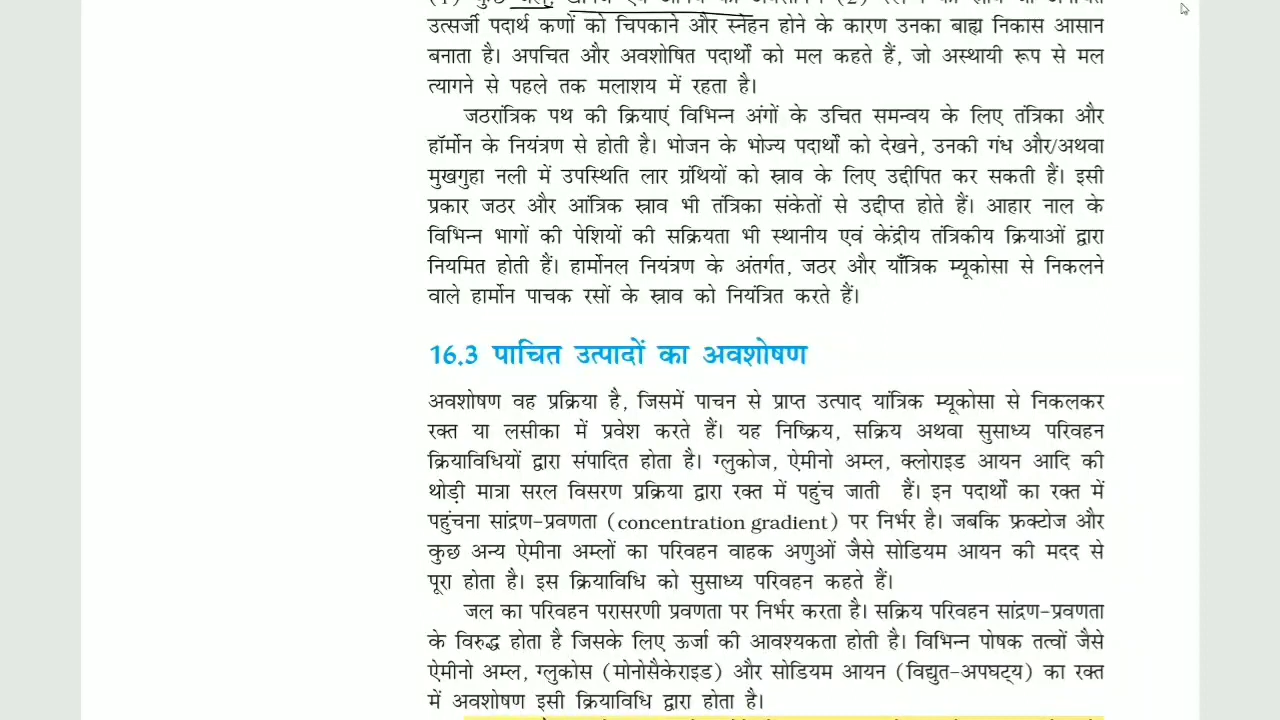 उत्सर्जी पदार्थ कणों को चिपकाने और स्नेहन होने के कारण उनका बाह्य निकास आसान
बनाता है। अपचित और अवशोषित पदार्थों को मल कहते हैं, जो अस्थायी रूप से मल
त्यागने से पहले तक मलाशय में रहता है।
जठरांत्रिक पथ की क्रियाएं विभिन्न अंगों के उचित समन्वय के लिए तंत्रिका और
हॉर्मोन के नियंत्रण से होती है। भोजन के भोज्य पदार्थों को देखने, उनकी गंध और/अथवा
मुखगुहा नली में उपस्थिति लार ग्रंथियों को स्राव के लिए उद्दीपित कर सकती हैं। इसी
प्रकार जठर और आंत्रिक स्राव भी तंत्रिका संकेतों से उद्दीप्त होते हैं। आहार नाल के
विभिन्न भागों की पेशियों की सक्रियता भी स्थानीय एवं केंद्रीय तंत्रिकीय क्रियाओं द्वारा
नियमित होती हैं। हार्मोनल नियंत्रण के अंतर्गत, जठर और याँत्रिक म्यूकोसा से निकलने
वाले हार्मोन पाचक रसों के स्राव को नियंत्रित करते हैं।
16.3 पाचित उत्पादों का अवशोषण
अवशोषण वह प्रक्रिया है, जिसमें पाचन से प्राप्त उत्पाद यांत्रिक म्यूकोसा से निकलकर
रक्त या लसीका में प्रवेश करते हैं। यह निष्क्रिय, सक्रिय अथवा सुसाध्य परिवहन
क्रियाविधियों द्वारा संपादित होता है। ग्लुकोज, ऐमीनो अम्ल, क्लोराइड आयन आदि की
थोड़ी मात्रा सरल विसरण प्रक्रिया द्वारा रक्त में पहुंच जाती हैं। इन पदार्थों का रक्त में
पहुंचना सांद्रण-प्रवणता (concentration gradient) पर निर्भर है। जबकि फ्रक्टोज और
कुछ अन्य ऐमीना अम्लों का परिवहन वाहक अणुओं जैसे सोडियम आयन की मदद से
पूरा होता है। इस क्रियाविधि को सुसाध्य परिवहन कहते हैं।
जल का परिवहन परासरणी प्रवणता पर निर्भर करता है। सक्रिय परिवहन सांद्रण-प्रवणता
के विरुद्ध होता है जिसके लिए ऊर्जा की आवश्यकता होती है। विभिन्न पोषक तत्वों जैसे
ऐमीनो अम्ल, ग्लुकोस (मोनोसैकेराइड) और सोडियम आयन (विद्युत-अपघट्य) का रक्त
में अवशोषण इसी क्रियाविधि द्वारा होता है।